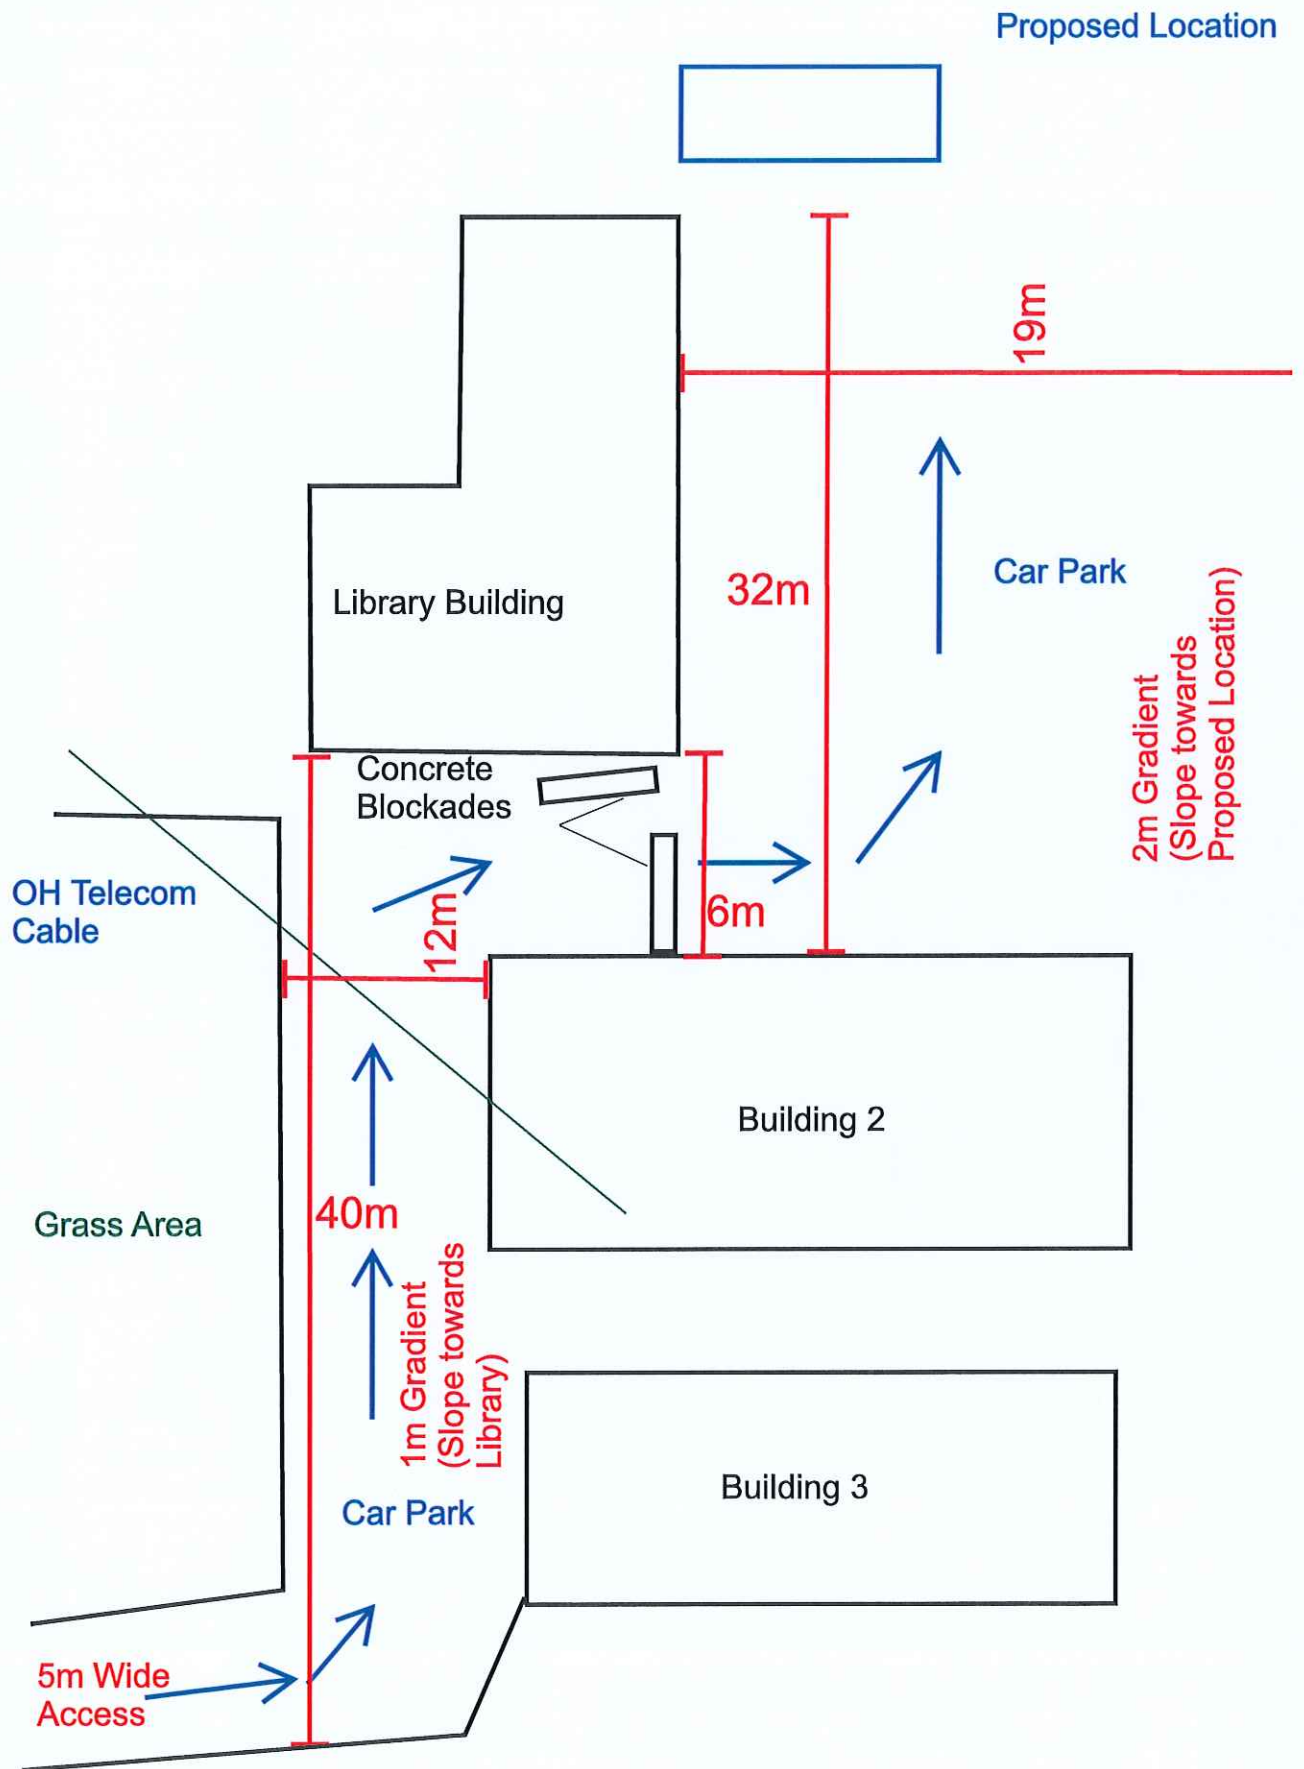 Proposed Location
19m
32m
Car Park
Library Building
2m Gradient
(Slope towards
Proposed Location)
Concrete
Blockades
OH Telecom
Cable
12m
6m
Building 2
40m
Grass Area
1m Gradient
(Slope towards
Library)
Building 3
Car Park
5m Wide
Access